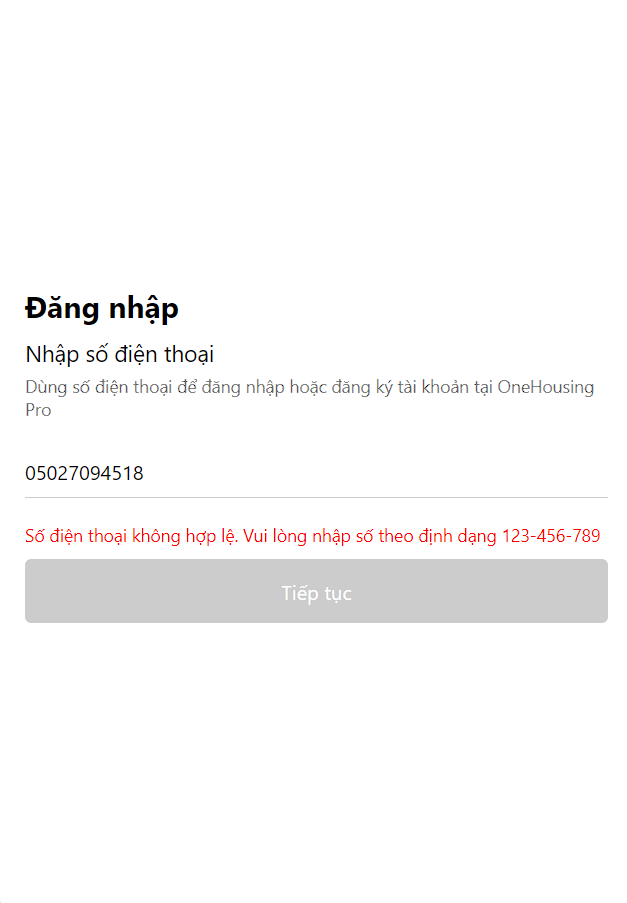 Đăng nhập
Nhập số điện thoại
Dùng số điện thoại để đăng nhập hoặc đăng ký tài khoản tại OneHousing
Pro
05027094518
Số điện thoại không hợp lệ. Vui lòng nhập số theo định dạng 123-456-789
Tiếp tục